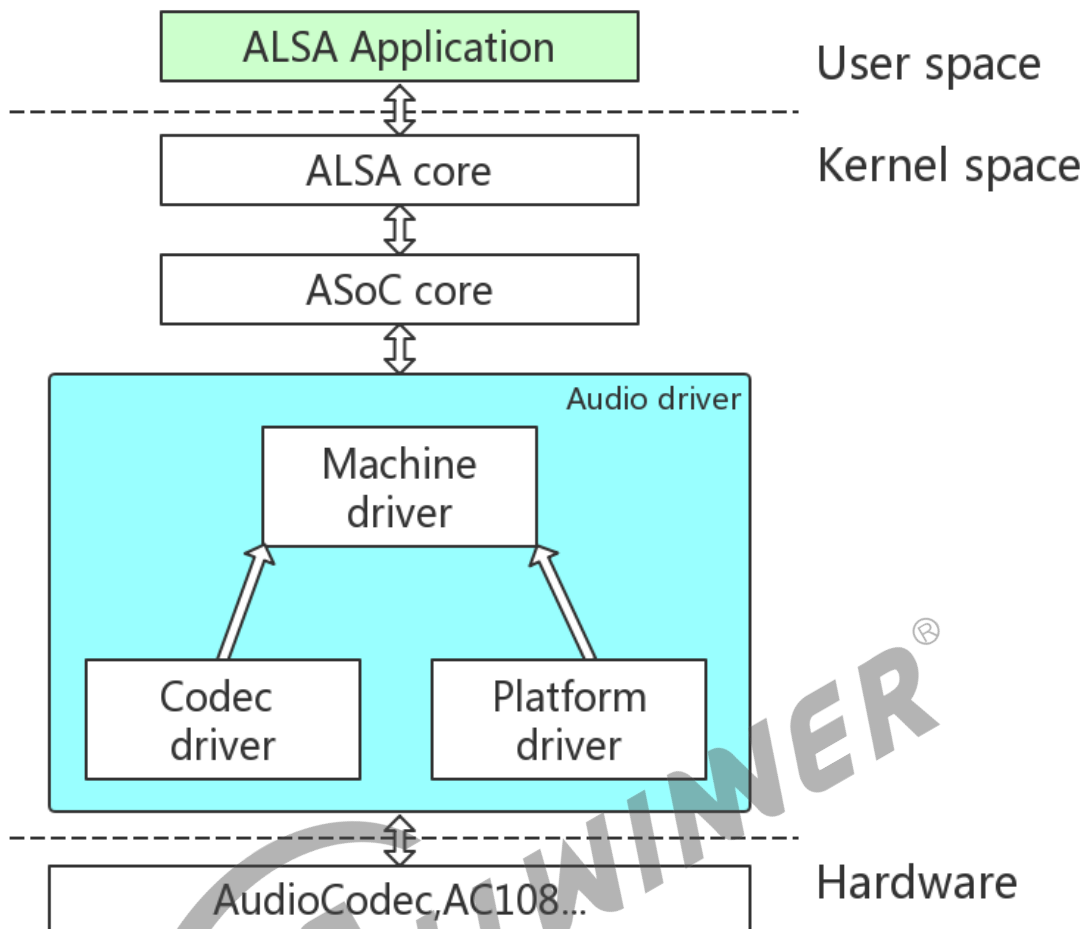 ALSA Application
User space
ALSA core
Kernel space
ASoC core
Audio driver
Machine
driver
Codec
driver
Platform
driver
AudioCodec,AC108...
Hardware